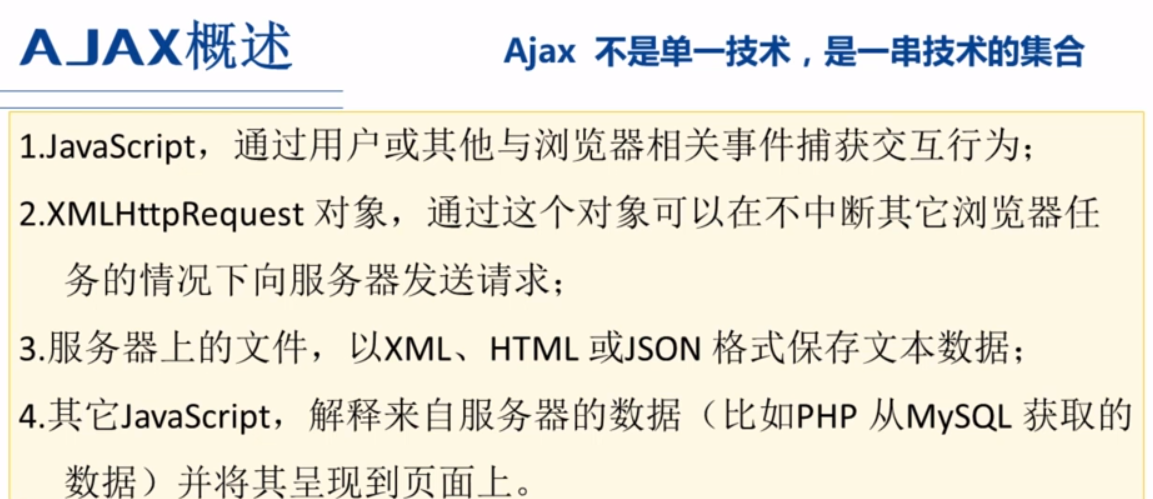 AJAX概述
Ajax 不是单一技术，是一串技术的集合
1.JavaScript，通过用户或其他与浏览器相关事件捕获交互行为；
2.XMLHttpRequest 对象，通过这个对象可以在不中断其它浏览器任
务的情况下向服务器发送请求；
3.服务器上的文件，以XML、HTML 或JSON 格式保存文本数据；
4.其它JavaScript，解释来自服务器的数据（比如PHP 从MySQL 获取的
数据）并将其呈现到页面上。